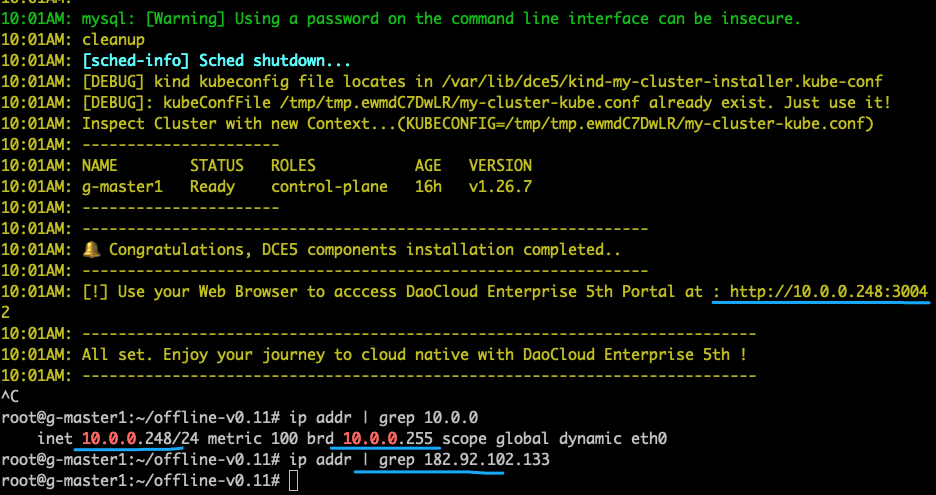 10:01AM: mysql: [Warning] Using a password on the command line interface can be insecure.
10:01AM: cleanup
10:01AM: [sched-info] Sched shutdown...
10:01AM: [DEBUG] kind kubeconfig file locates in /var/lib/dce5/kind-my-cluster-installer.kube-conf
10:01AM: [DEBUG]: kubeConfFile /tmp/tmp.ewmdC7DwLR/my-cluster-kube.conf already exist. Just use it!
10:01AM: Inspect Cluster with new Context...(KUBECONFIG=/tmp/tmp.ewmdC7DwLR/my-cluster-kube.conf)
10:01AM: ----------------------
10:01AM: NAME        STATUS   ROLES           AGE   VERSION
10:01AM: g-master1   Ready    control-plane   16h   v1.26.7
10:01AM: ----------------------
10:01AM: ---------------------------------------------------------------
10:01AM: 🔔 Congratulations, DCE5 components installation completed..
10:01AM: ---------------------------------------------------------------
10:01AM: [!] Use your Web Browser to acccess DaoCloud Enterprise 5th Portal at : http://10.0.0.248:3004
2
10:01AM: ---------------------------------------------------------------------------
10:01AM: All set. Enjoy your journey to cloud native with DaoCloud Enterprise 5th !
10:01AM: ---------------------------------------------------------------------------
^C
root@g-master1:~/offline-v0.11# ip addr | grep 10.0.0
    inet 10.0.0.248/24 metric 100 brd 10.0.0.255 scope global dynamic eth0
root@g-master1:~/offline-v0.11# ip addr | grep 182.92.102.133
root@g-master1:~/offline-v0.11#